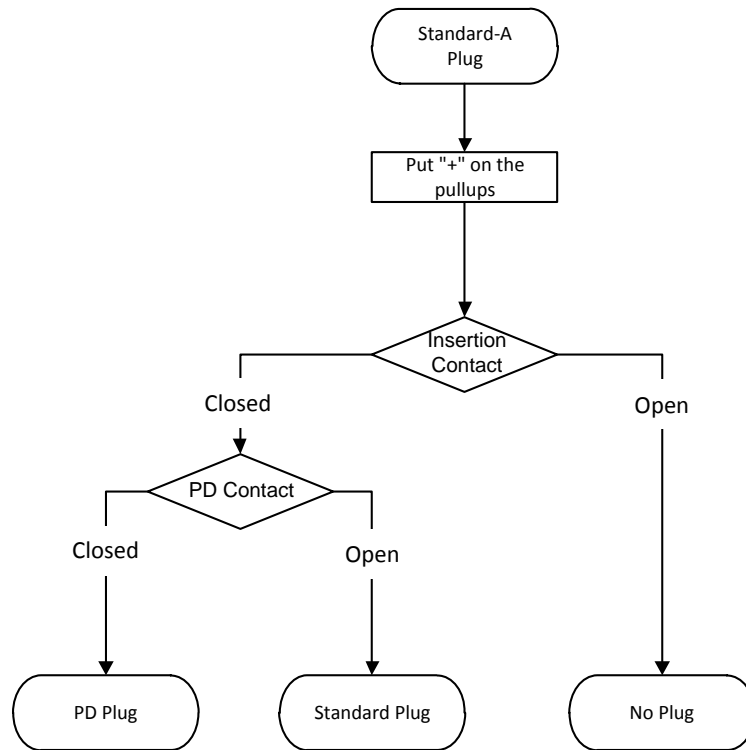 Standard-A
Plug
Put "+" on the
pullups
Insertion
Contact
Closed
Open
PD Contact
Closed
Open
PD Plug
Standard Plug
No Plug